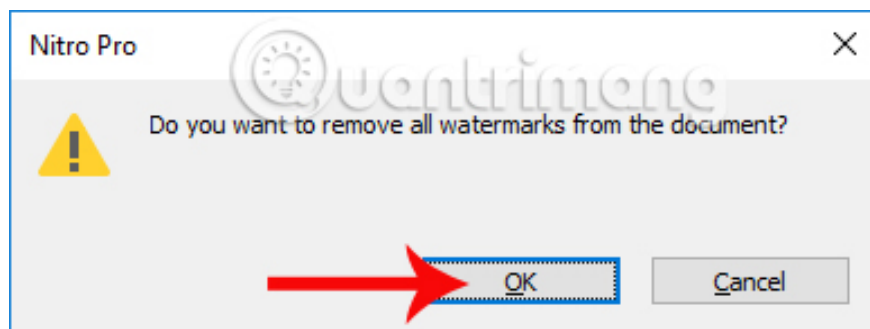 Nitro Pro
Quantrimang
Do you want to remove all watermarks from the document?
OK
Cancel